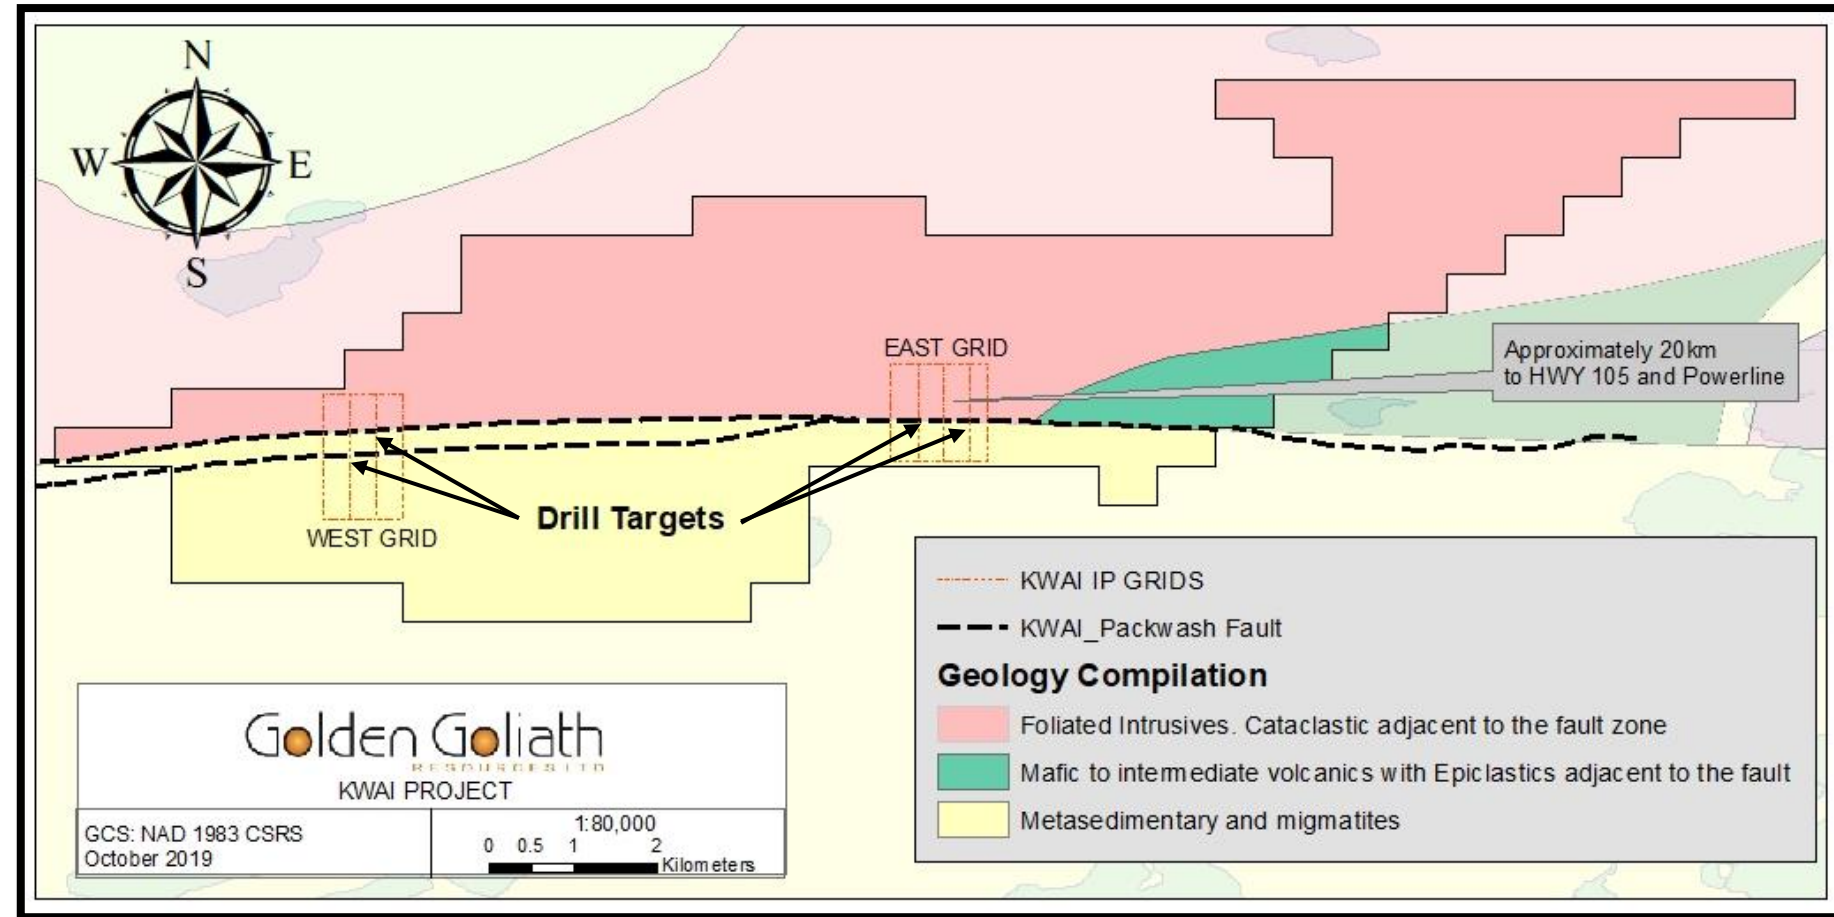 N
W E
S
EAST GRID
Approximately 20km
to HWY 105 and Powerline
Drill Targets
WEST GRID
KWAI IP GRIDS
KWAI_Packwash Fault
Geology Compilation
Foliated Intrusives. Cataclastic adjacent to the fault zone
Mafic to intermediate volcanics with Epiclastics adjacent to the fault
Metasedimentary and migmatites
Golden Goliath
RESOURCES LTD
KWAI PROJECT
GCS: NAD 1983 CSRS
October 2019
1:80,000
0 0.5 1 2
Kilometers